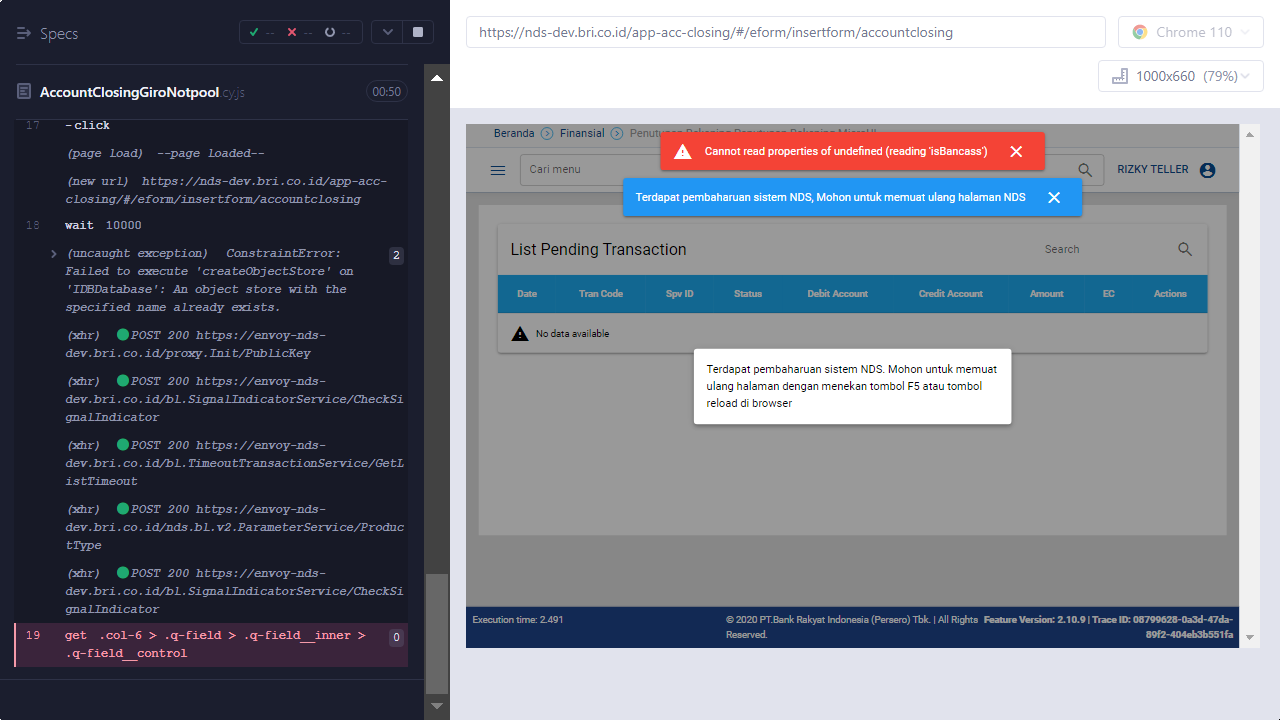 Specs
-- -- --
AccountClosingGiroNotpool.cy.js 00:50
17 -click
(page load) --page loaded--
(new url) https://nds-dev.bri.co.id/app-acc-
closing/#/eform/insertform/accountclosing
18 wait 10000
(uncaught exception) ConstraintError: 2
Failed to execute 'createObjectStore' on
'IDBDatabase': An object store with the
specified name already exists.
(xhr) POST 200 https://envoy-nds-
dev.bri.co.id/proxy.Init/PublicKey
(xhr) POST 200 https://envoy-nds-
dev.bri.co.id/bl.SignalIndicatorService/CheckSi
gnalIndicator
(xhr) POST 200 https://envoy-nds-
dev.bri.co.id/bl.TimeoutTransactionService/GetL
istTimeout
(xhr) POST 200 https://envoy-nds-
dev.bri.co.id/nds.bl.v2.ParameterService/Produc
tType
(xhr) POST 200 https://envoy-nds-
dev.bri.co.id/bl.SignalIndicatorService/CheckSi
gnalIndicator
19 get .col-6 > .q-field > .q-field__inner > 0
.q-field__control
https://nds-dev.bri.co.id/app-acc-closing/#/eform/insertform/accountclosing
Chrome 110
1000x660 (79%)
Beranda Finansial Penutupan Rekening
Cannot read properties of undefined (reading 'isBancass')
Cari menu
RIZKY TELLER
Terdapat pembaharuan sistem NDS, Mohon untuk memuat ulang halaman NDS
List Pending Transaction
Search
Date Tran Code Spv ID Status Debit Account Credit Account Amount EC Actions
No data available
Terdapat pembaharuan sistem NDS. Mohon untuk memuat
ulang halaman dengan menekan tombol F5 atau tombol
reload di browser
Execution time: 2.491
© 2020 PT.Bank Rakyat Indonesia (Persero) Tbk. | All Rights
Reserved.
Feature Version: 2.10.9 | Trace ID: 08799628-0a3d-47da-
89f2-404eb3b551fa